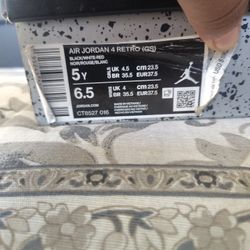 AIR JORDAN 4 RETRO (GS)
BLACK/WHITE-RED
NOIR/ROUGE/BLANC
5Y UK 4.5 cm 23.5
BR 35.5 EUR 37.5
6.5 UK 4 cm 23.5
BR 35.5 EUR 37.5
JORDAN.COM
CT8527 016